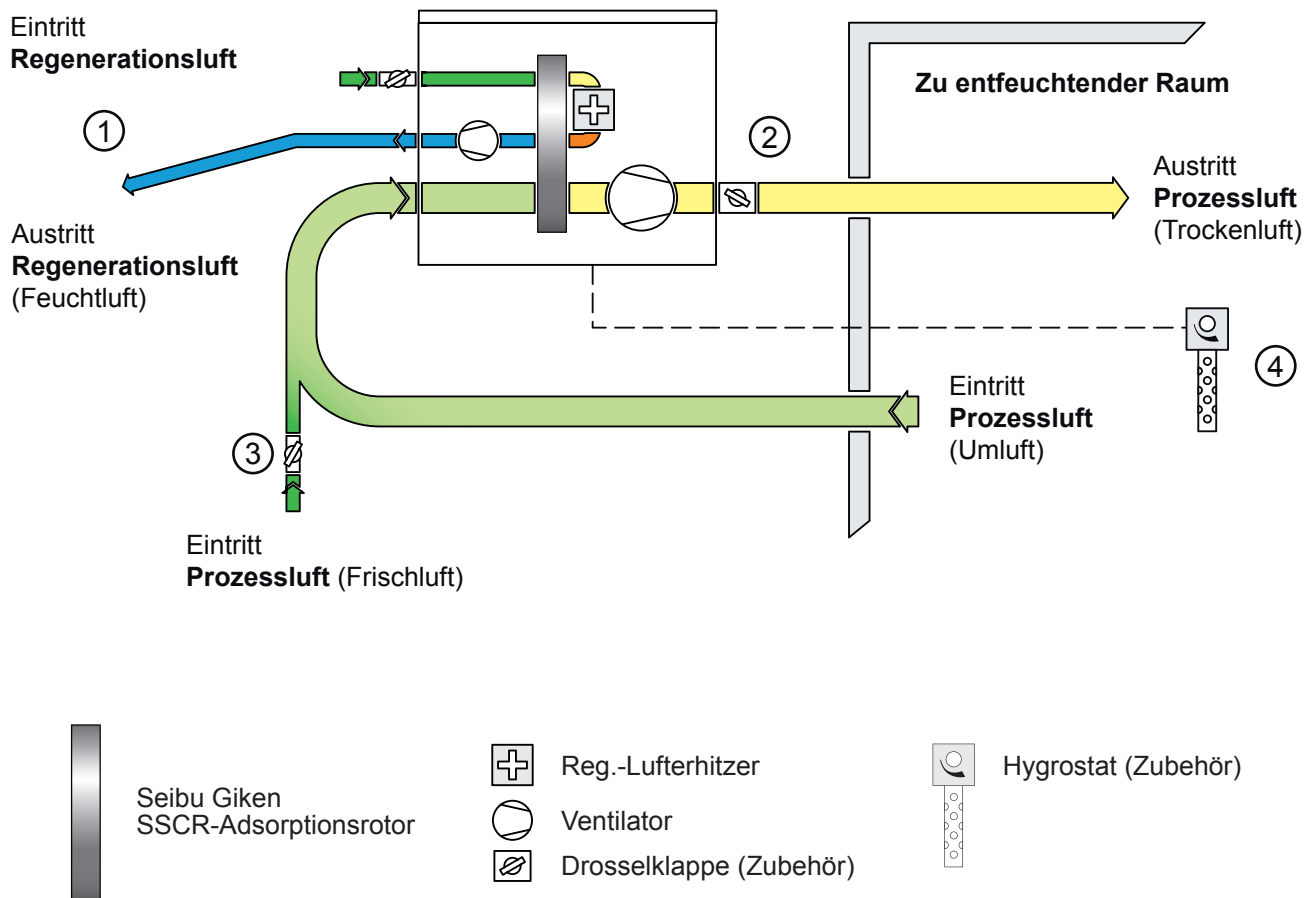 Eintritt
Regenerationsluft
Zu entfeuchtender Raum
1
2
Austritt
Prozessluft
(Trockenluft)
Austritt
Regenerationsluft
(Feuchtluft)
4
Eintritt
Prozessluft
(Umluft)
3
Eintritt
Prozessluft (Frischluft)
Seibu Giken
SSCR-Adsorptionsrotor
Reg.-Lufterhitzer
Ventilator
Drosselklappe (Zubehör)
Hygrostat (Zubehör)